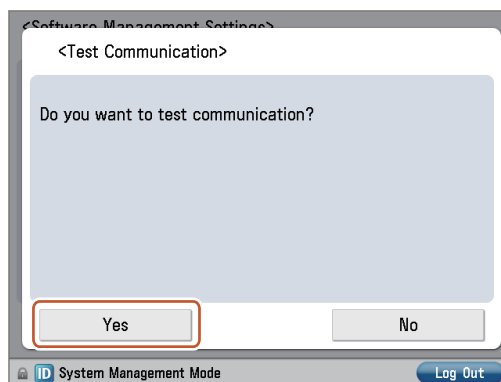 <Software Management Settings>
<Test Communication>
Do you want to test communication?
Yes No
ID System Management Mode Log Out